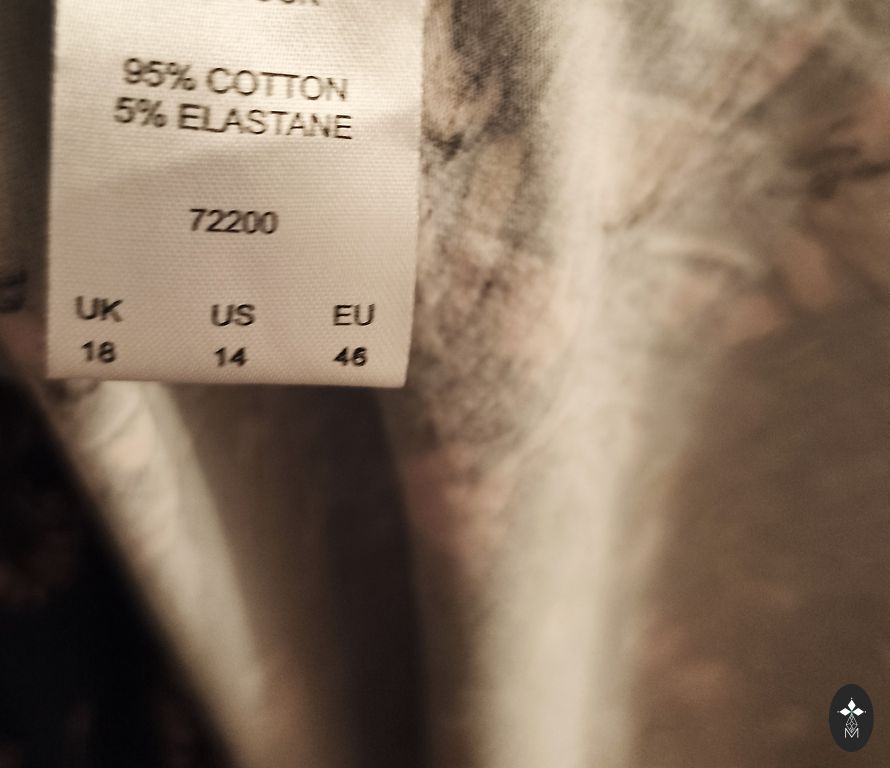 95% COTTON
5% ELASTANE
72200
UK US EU
18 14 46